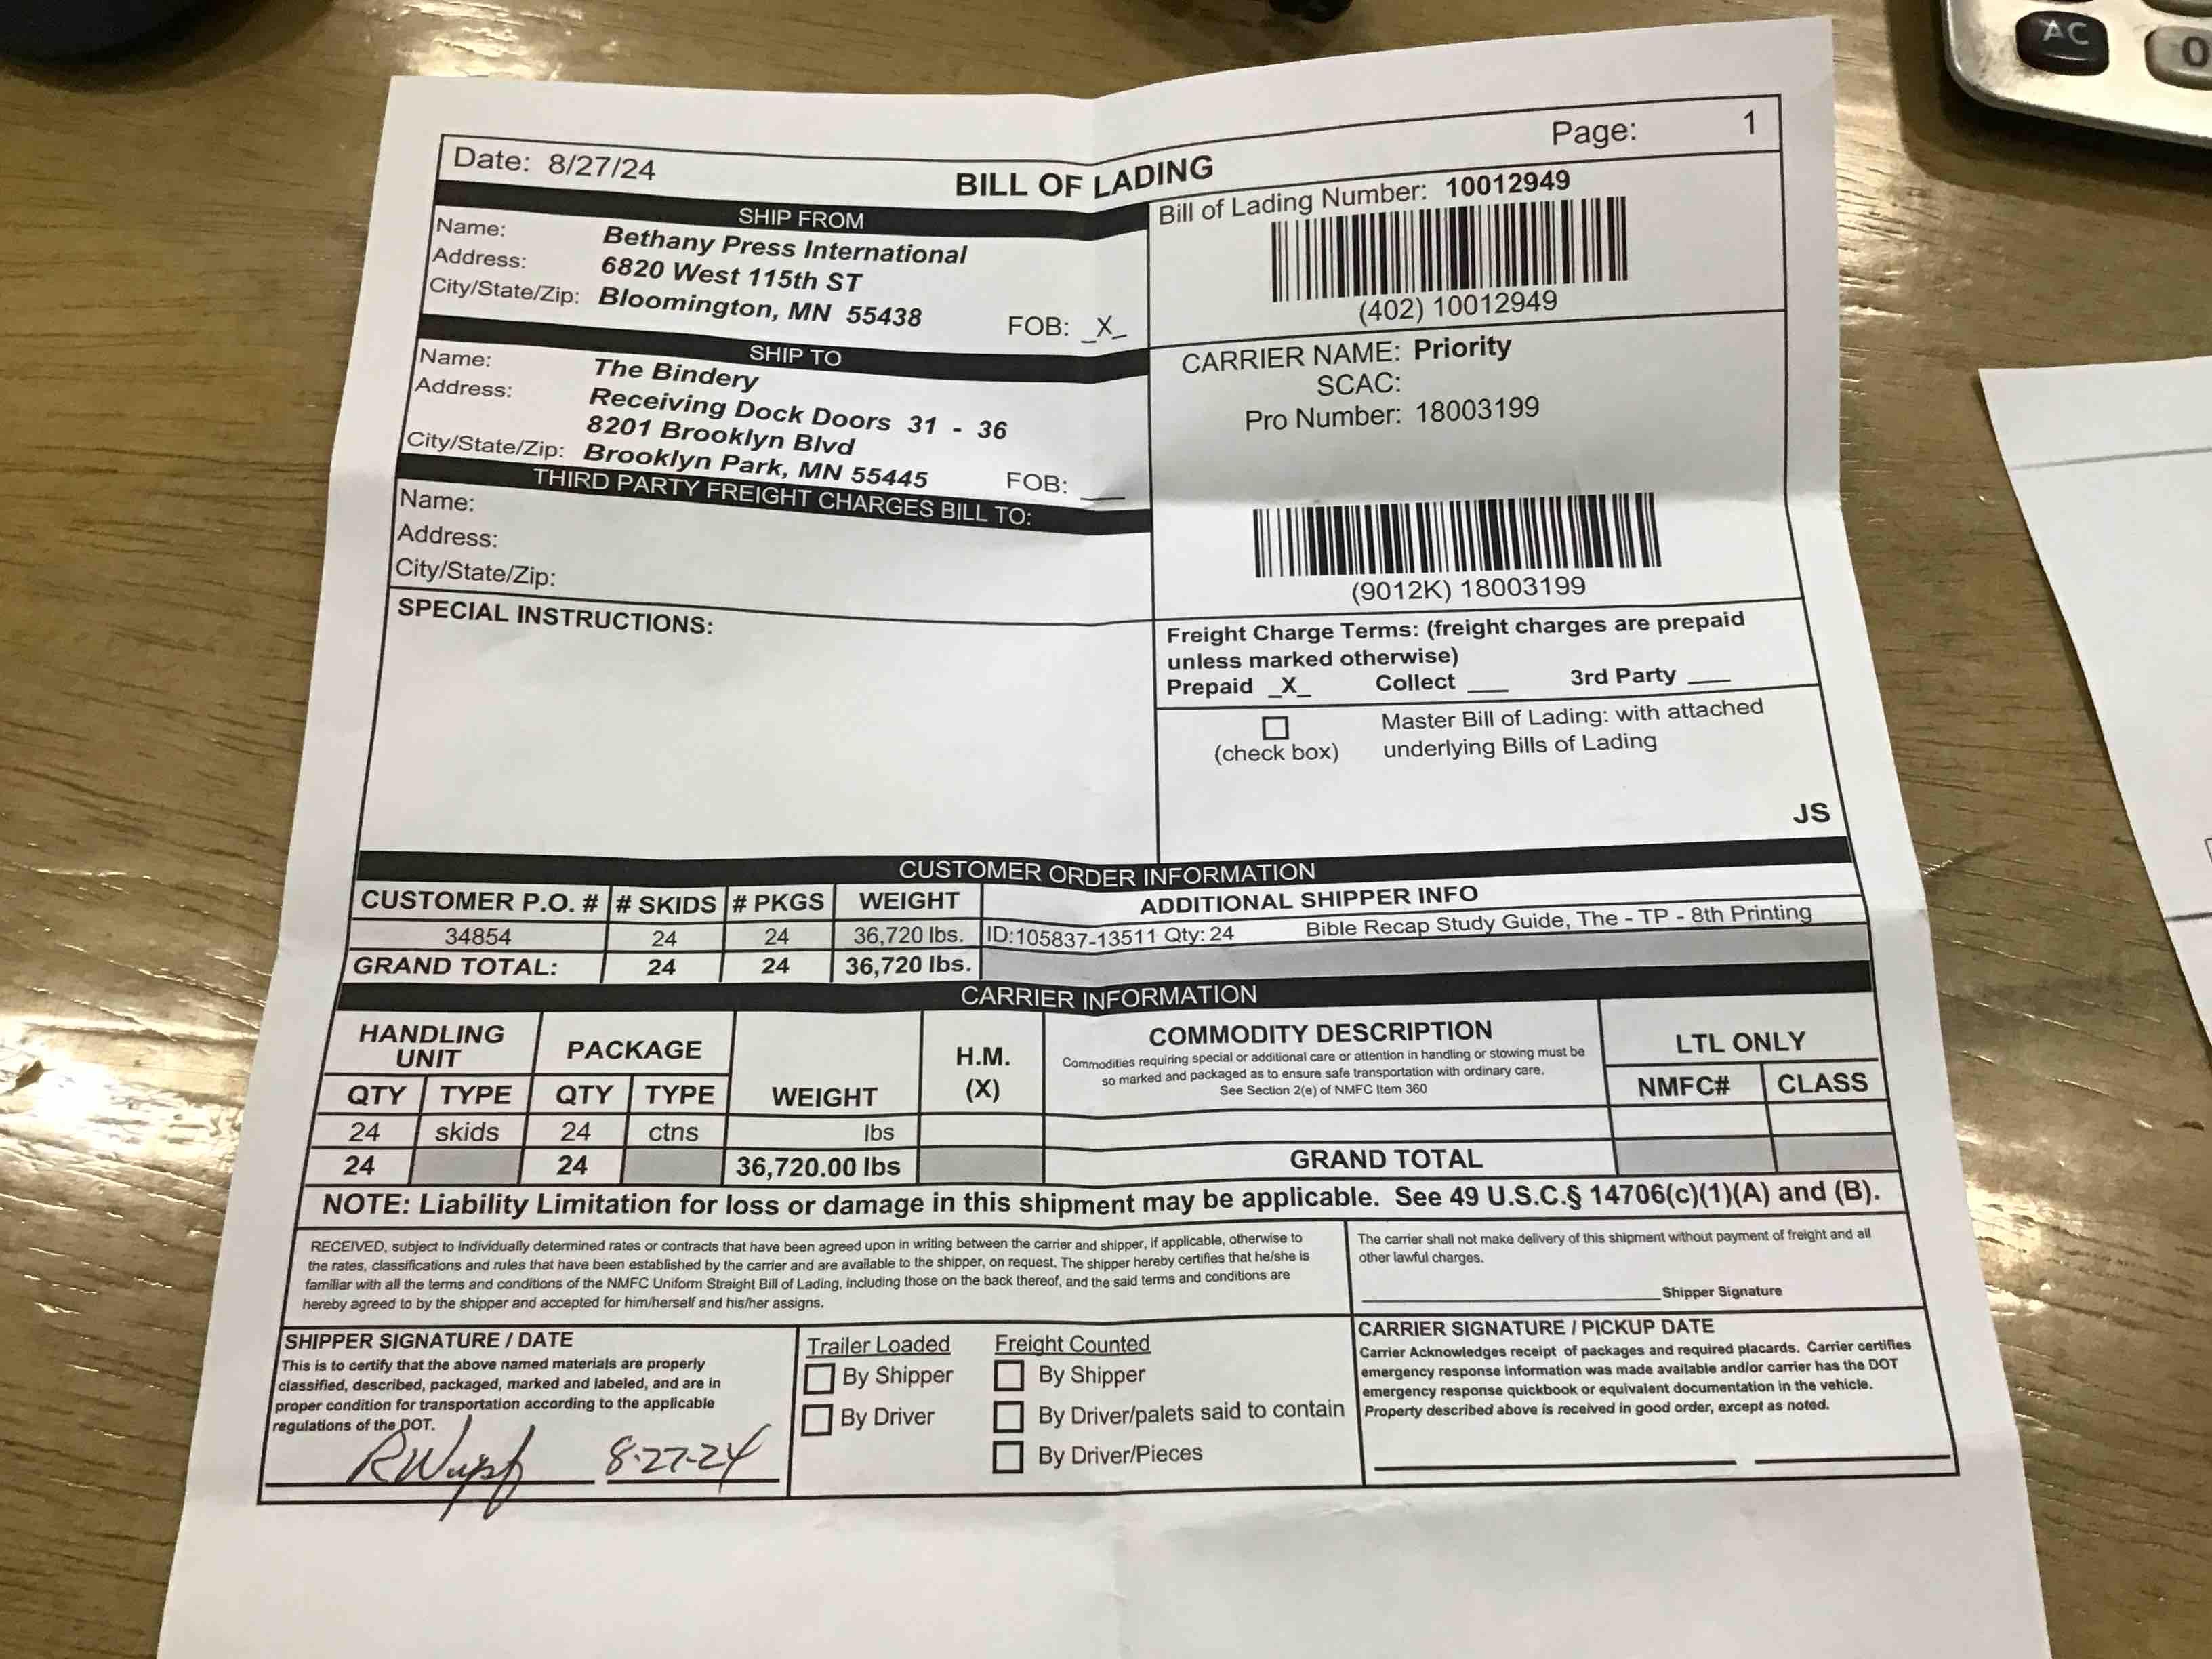 AC
0
Date: 8/27/24
BILL OF LADING
Page: 1
SHIP FROM
Name: Bethany Press International
Address: 6820 West 115th ST
City/State/Zip: Bloomington, MN 55438
FOB: _X_
Bill of Lading Number: 10012949
(402) 10012949
SHIP TO
Name: The Bindery
Address: Receiving Dock Doors 31 - 36
8201 Brooklyn Blvd
City/State/Zip: Brooklyn Park, MN 55445
FOB: ___
CARRIER NAME: Priority
SCAC:
Pro Number: 18003199
THIRD PARTY FREIGHT CHARGES BILL TO:
Name:
Address:
City/State/Zip:
(9012K) 18003199
SPECIAL INSTRUCTIONS:
Freight Charge Terms: (freight charges are prepaid
unless marked otherwise)
Prepaid _X_ Collect ___ 3rd Party ___
Master Bill of Lading: with attached
(check box) underlying Bills of Lading
JS
CUSTOMER ORDER INFORMATION
CUSTOMER P.O. # # SKIDS # PKGS WEIGHT ADDITIONAL SHIPPER INFO
34854 24 24 36,720 lbs. ID:105837-13511 Qty: 24 Bible Recap Study Guide, The - TP - 8th Printing
GRAND TOTAL: 24 24 36,720 lbs.
CARRIER INFORMATION
HANDLING
UNIT
PACKAGE
WEIGHT
H.M.
(X)
COMMODITY DESCRIPTION
Commodities requiring special or additional care or attention in handling or stowing must be
so marked and packaged as to ensure safe transportation with ordinary care.
See Section 2(e) of NMFC Item 360
LTL ONLY
QTY TYPE QTY TYPE
NMFC# CLASS
24 skids 24 ctns lbs
24 24 36,720.00 lbs GRAND TOTAL
NOTE: Liability Limitation for loss or damage in this shipment may be applicable. See 49 U.S.C.§ 14706(c)(1)(A) and (B).
RECEIVED, subject to individually determined rates or contracts that have been agreed upon in writing between the carrier and shipper, if applicable, otherwise to
the rates, classifications and rules that have been established by the carrier and are available to the shipper, on request. The shipper hereby certifies that he/she is
familiar with all the terms and conditions of the NMFC Uniform Straight Bill of Lading, including those on the back thereof, and the said terms and conditions are
hereby agreed to by the shipper and accepted for him/herself and his/her assigns.
The carrier shall not make delivery of this shipment without payment of freight and all
other lawful charges.
Shipper Signature
SHIPPER SIGNATURE / DATE
This is to certify that the above named materials are properly
classified, described, packaged, marked and labeled, and are in
proper condition for transportation according to the applicable
regulations of the DOT.
8-27-24
Trailer Loaded
By Shipper
By Driver
Freight Counted
By Shipper
By Driver/palets said to contain
By Driver/Pieces
CARRIER SIGNATURE / PICKUP DATE
Carrier Acknowledges receipt of packages and required placards. Carrier certifies
emergency response information was made available and/or carrier has the DOT
emergency response quickbook or equivalent documentation in the vehicle.
Property described above is received in good order, except as noted.